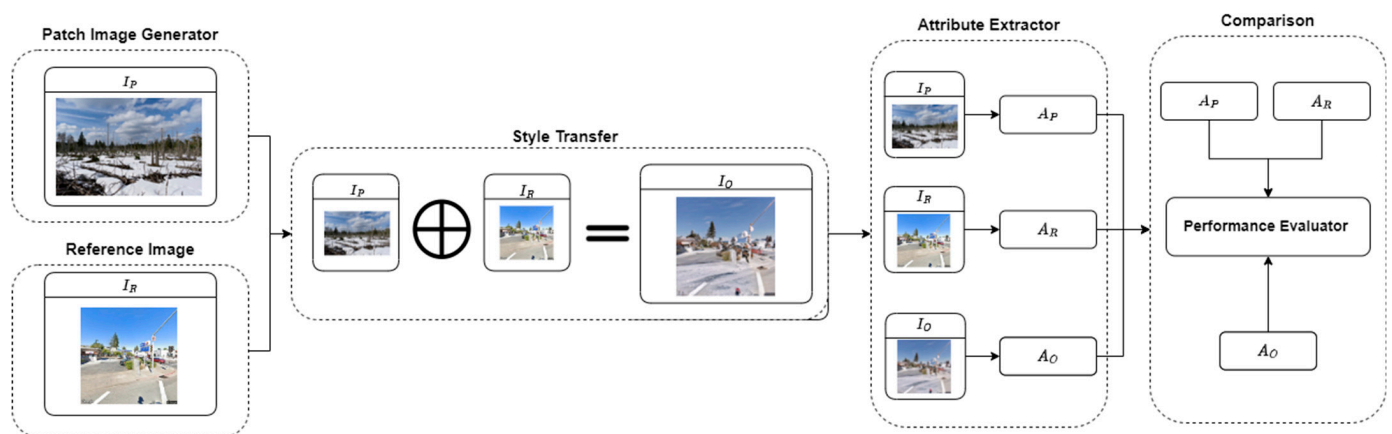 Patch Image Generator
I_P
Reference Image
I_R
Style Transfer
I_P
I_R
I_O
Attribute Extractor
I_P
A_P
I_R
A_R
I_O
A_O
Comparison
A_P
A_R
Performance Evaluator
A_O